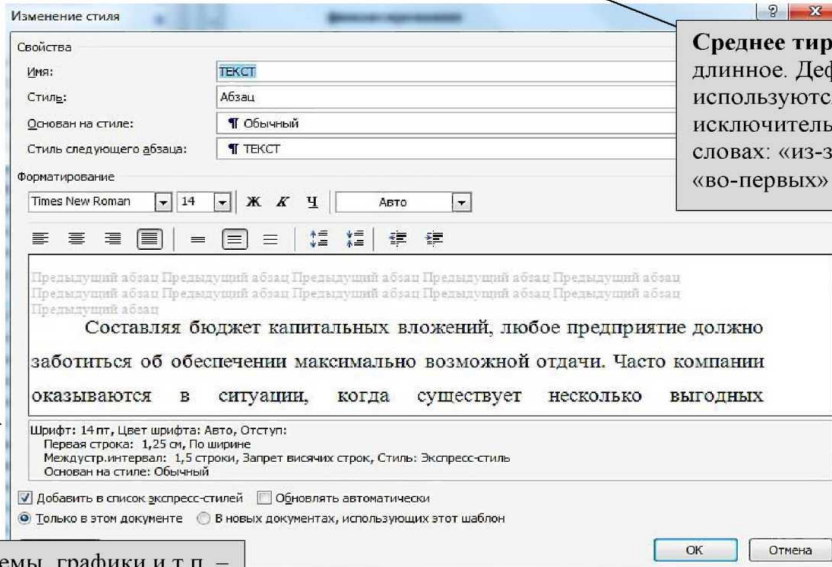 Изменение стиля
Свойства
Имя:
ТЕКСТ
Стиль:
Абзац
Основан на стиле:
¶ Обычный
Стиль следующего абзаца:
¶ ТЕКСТ
Форматирование
Times New Roman 14 Ж К Ч Авто
Предыдущий абзац Предыдущий абзац Предыдущий абзац Предыдущий абзац Предыдущий абзац
Предыдущий абзац Предыдущий абзац Предыдущий абзац Предыдущий абзац Предыдущий абзац
Предыдущий абзац
Составляя бюджет капитальных вложений, любое предприятие должно
заботиться об обеспечении максимально возможной отдачи. Часто компании
оказываются в ситуации, когда существует несколько выгодных
Шрифт: 14 пт, Цвет шрифта: Авто, Отступ:
Первая строка: 1,25 см, По ширине
Междустр.интервал: 1,5 строки, Запрет висячих строк, Стиль: Экспресс-стиль
Основан на стиле: Обычный
Добавить в список экспресс-стилей Обновлять автоматически
Только в этом документе В новых документах, использующих этот шаблон
ОК Отмена
Среднее тир
длинное. Деф
используютс
исключитель
словах: «из-з
«во-первых»
емы, графики и т.п. –